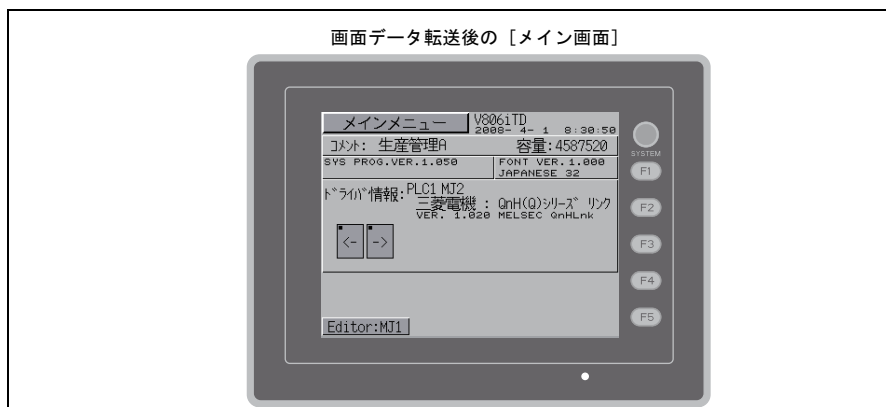 画面データ転送後の［メイン画面］
メインメニュー
V806iTD
2008- 4- 1 8:30:50
コメント: 生産管理A 容量:4587520
SYS PROG.VER.1.050
FONT VER.1.000
JAPANESE 32
ドライバ情報:PLC1 MJ2
三菱電機 : QnH(Q)シリーズ リンク
VER. 1.020 MELSEC QnHLnk
<- ->
Editor:MJ1
SYSTEM
F1
F2
F3
F4
F5